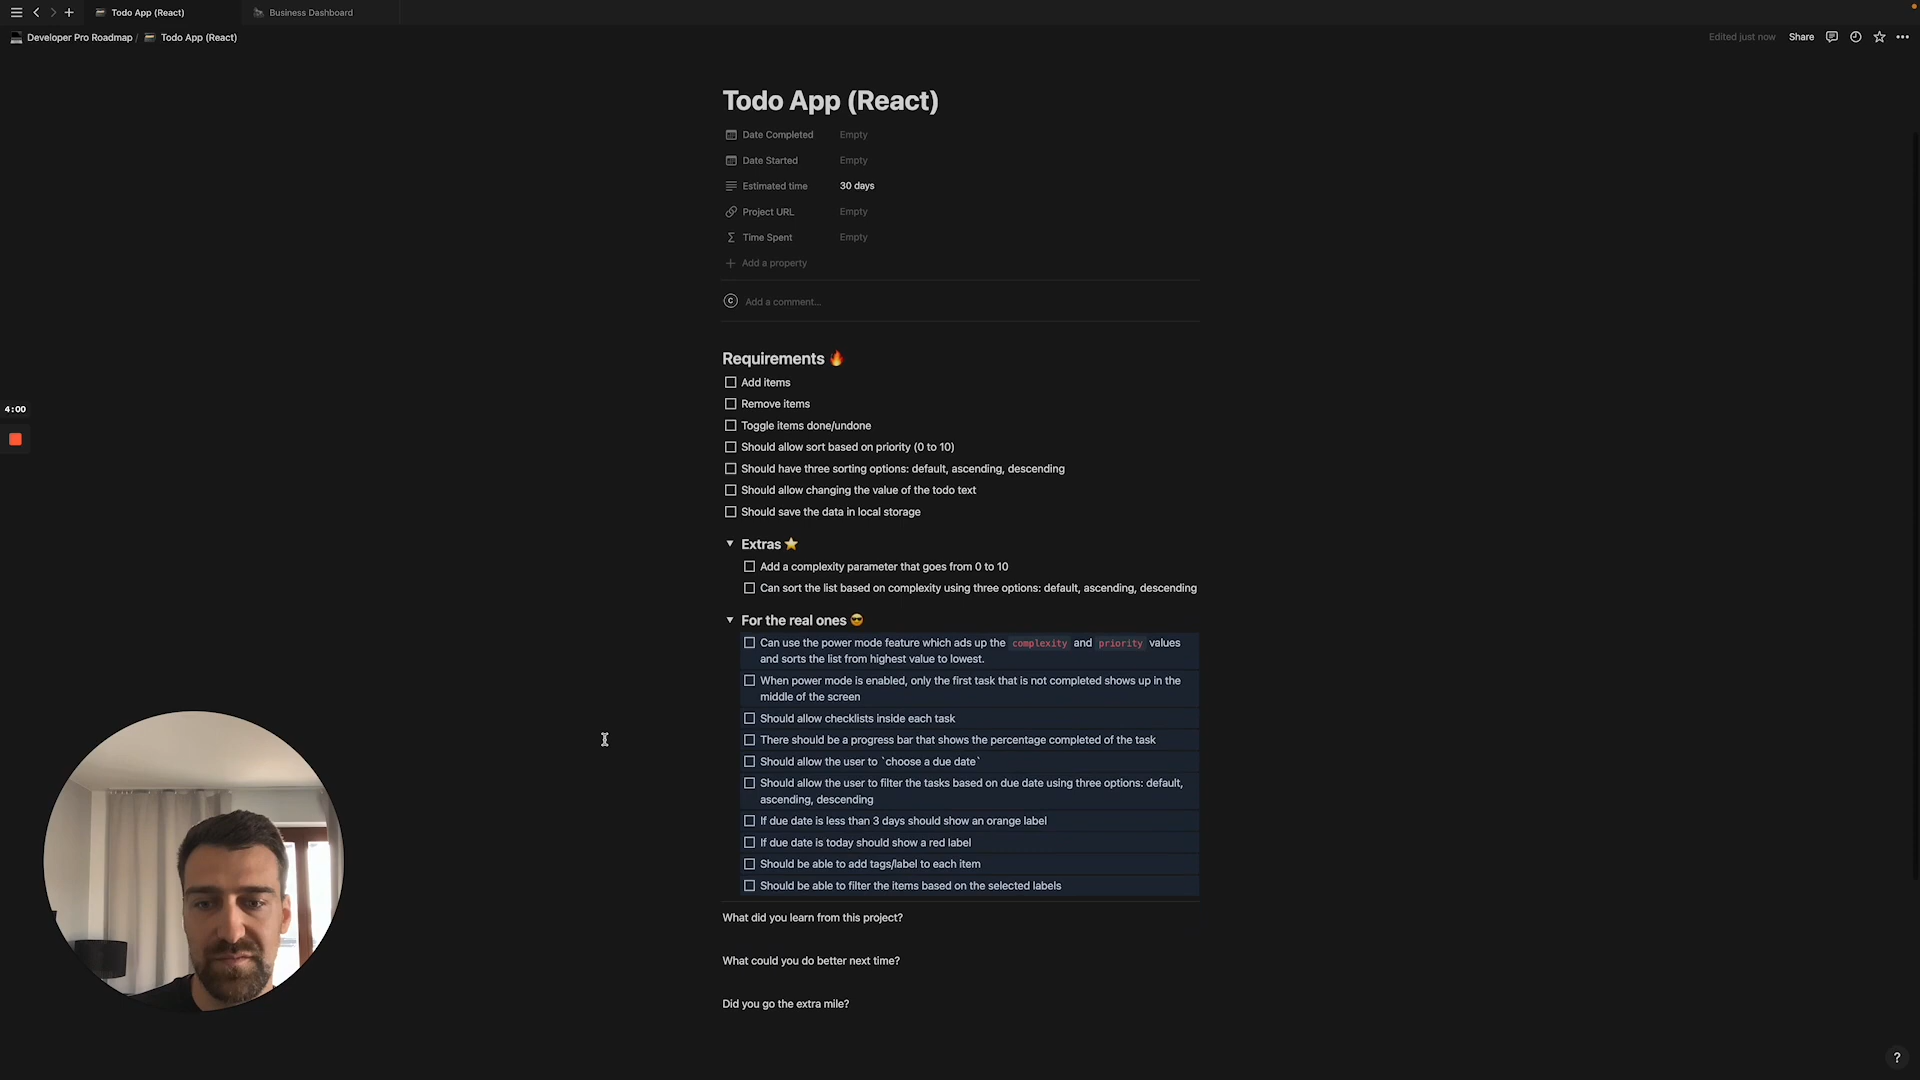 Todo App (React)
Business Dashboard
Developer Pro Roadmap / Todo App (React)
Edited just now
Share
Todo App (React)
Date Completed Empty
Date Started Empty
Estimated time 30 days
Project URL Empty
Time Spent Empty
Add a property
C Add a comment...
Requirements 🔥
Add items
Remove items
4:00
Toggle items done/undone
Should allow sort based on priority (0 to 10)
Should have three sorting options: default, ascending, descending
Should allow changing the value of the todo text
Should save the data in local storage
Extras ⭐
Add a complexity parameter that goes from 0 to 10
Can sort the list based on complexity using three options: default, ascending, descending
For the real ones 😎
Can use the power mode feature which ads up the complexity and priority values
and sorts the list from highest value to lowest.
When power mode is enabled, only the first task that is not completed shows up in the
middle of the screen
Should allow checklists inside each task
There should be a progress bar that shows the percentage completed of the task
Should allow the user to `choose a due date`
Should allow the user to filter the tasks based on due date using three options: default,
ascending, descending
If due date is less than 3 days should show an orange label
If due date is today should show a red label
Should be able to add tags/label to each item
Should be able to filter the items based on the selected labels
What did you learn from this project?
What could you do better next time?
Did you go the extra mile?
?